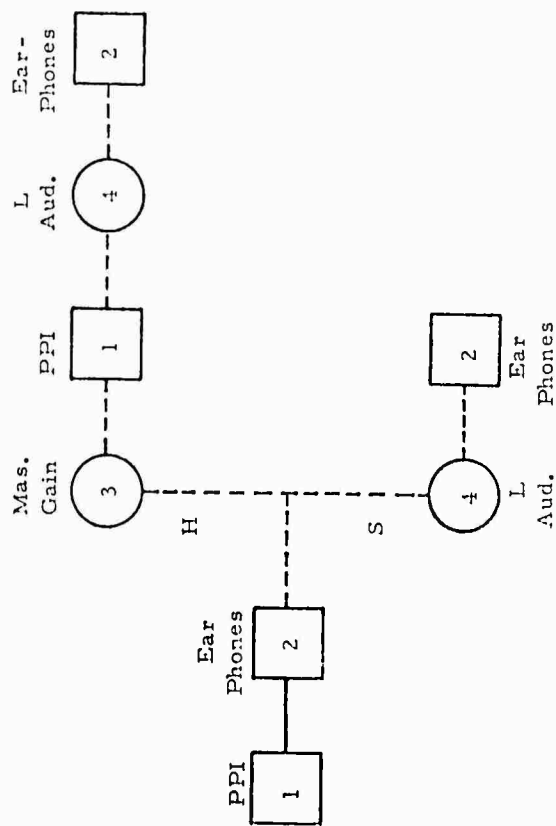 Mas.
Gain
3
PPI
1
L
Aud.
4
Ear-
Phones
2
H
PPI
1
Ear
Phones
2
S
4
L
Aud.
2
Ear
Phones